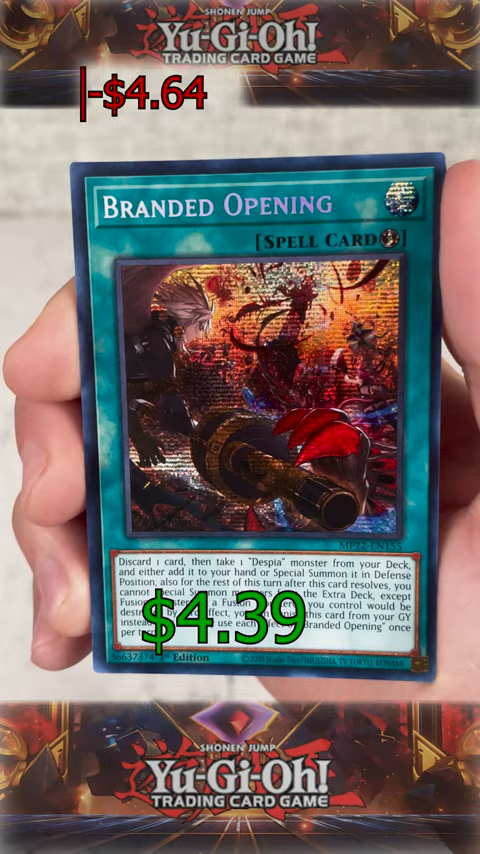 SHONEN JUMP
Yu-Gi-Oh!
TRADING CARD GAME
-$4.64
BRANDED OPENING
[SPELL CARD]
MP22-EN155
Discard 1 card, then take 1 "Despia" monster from your Deck,
and either add it to your hand or Special Summon it in Defense
Position, also for the rest of this turn after this card resolves, you
cannot Special Summon the Extra Deck, except
Fusion a Fusion you control would be
this card from your GY
instead use each "Branded Opening" once
per
$4.39
1st Edition
SHONEN JUMP
Yu-Gi-Oh!
TRADING CARD GAME